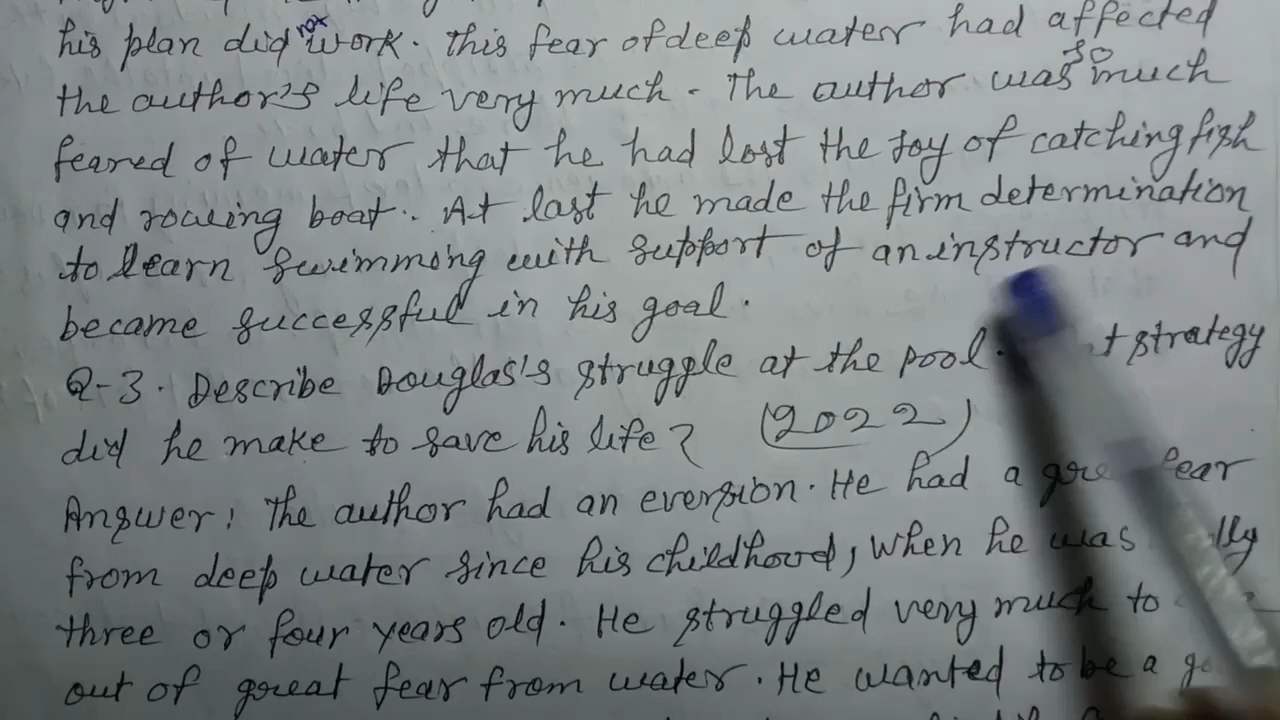 his plan did not work. This fear of deep water had affected
the author's life very much. The author was so much
feared of water that he had lost the joy of catching fish
and rowing boat.. At last he made the firm determination
to learn swimming with support of an instructor and
became successful in his goal.
Q-3. Describe Douglas's struggle at the pool. strategy
did he make to save his life? (2022)
Answer: The author had an eversion. He had a fear
from deep water since his childhood, when he was
three or four years old. He struggled very much to
out of great fear from water. He wanted to be a